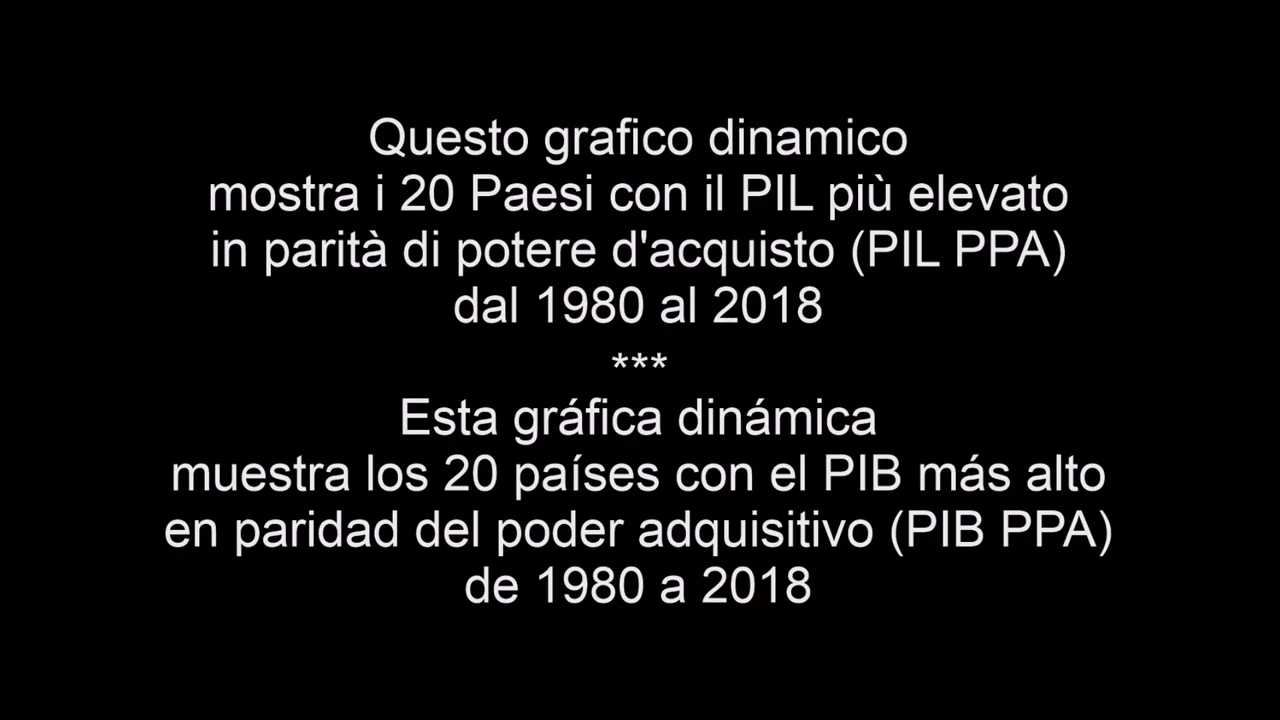 Questo grafico dinamico
mostra i 20 Paesi con il PIL più elevato
in parità di potere d'acquisto (PIL PPA)
dal 1980 al 2018
***
Esta gráfica dinámica
muestra los 20 países con el PIB más alto
en paridad del poder adquisitivo (PIB PPA)
de 1980 a 2018